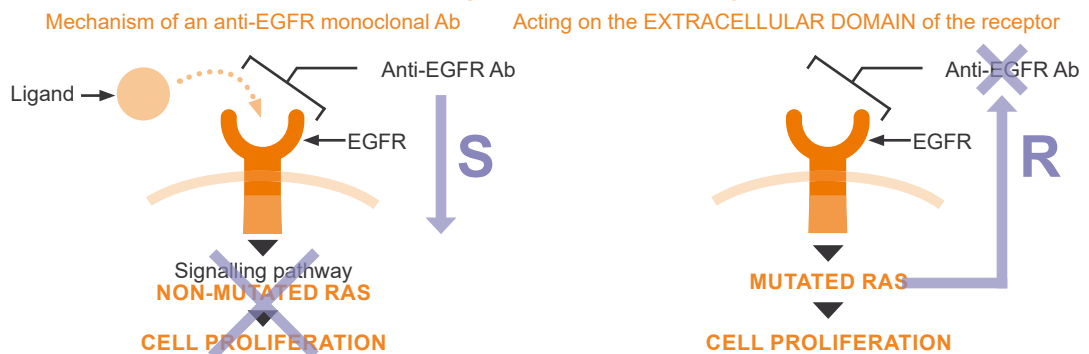 Mechanism of an anti-EGFR monoclonal Ab
Acting on the EXTRACELLULAR DOMAIN of the receptor
Ligand
Anti-EGFR Ab
EGFR
S
Signalling pathway
NON-MUTATED RAS
CELL PROLIFERATION
Anti-EGFR Ab
EGFR
R
MUTATED RAS
CELL PROLIFERATION